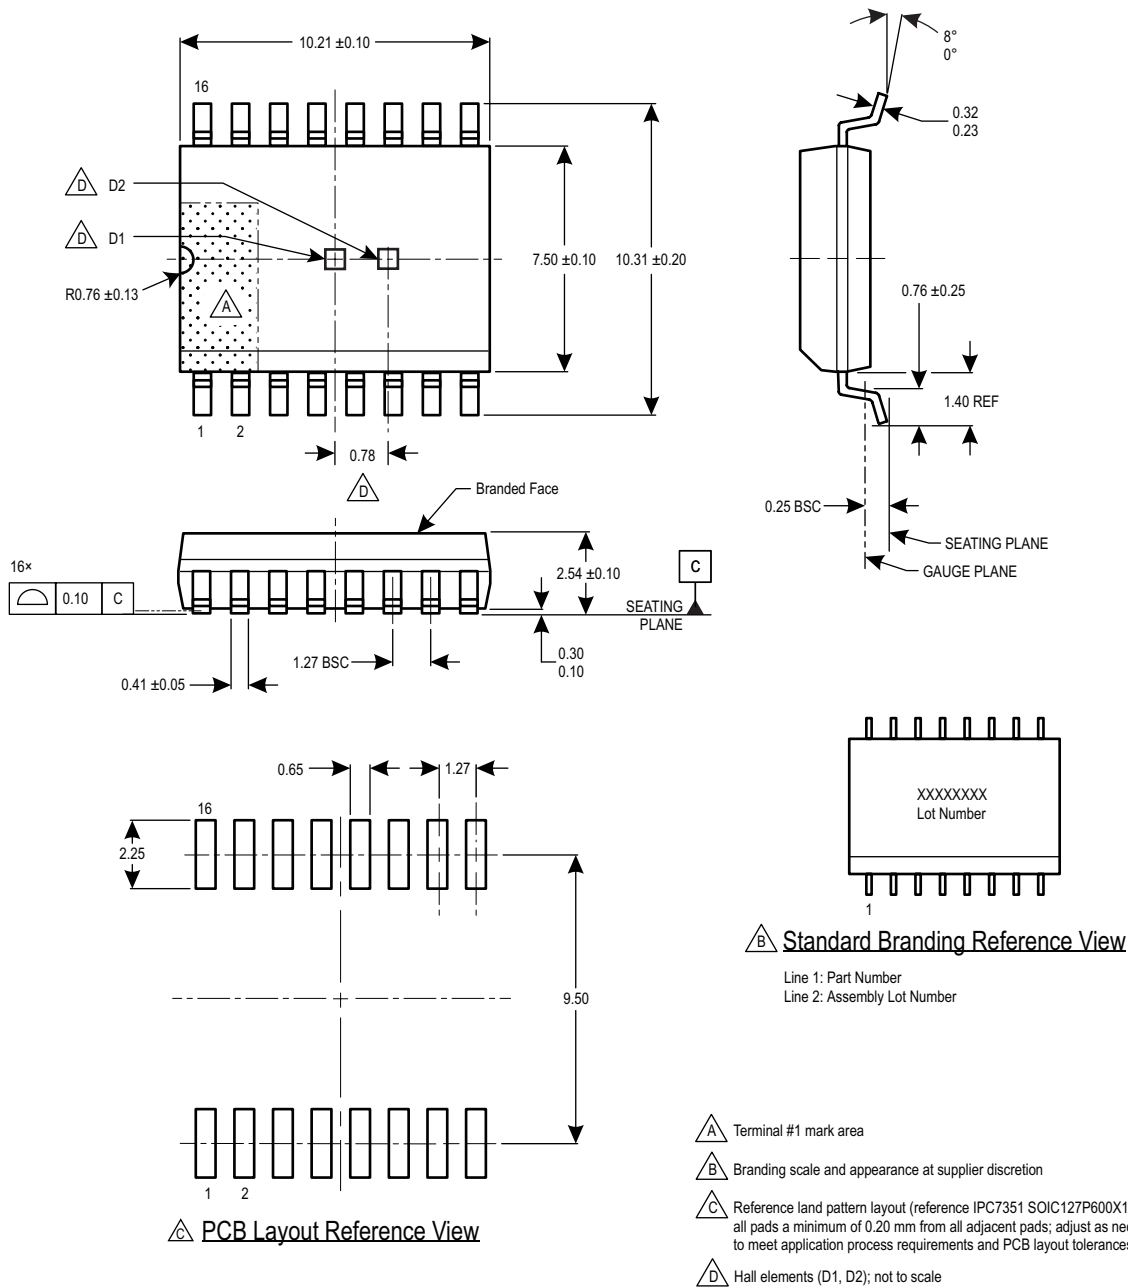 10.21 ±0.10
16
D D2
D D1
R0.76 ±0.13
A
7.50 ±0.10
10.31 ±0.20
1 2
0.78
D
8°
0°
0.32
0.23
0.76 ±0.25
1.40 REF
0.25 BSC
SEATING PLANE
GAUGE PLANE
Branded Face
16×
0.10 C
2.54 ±0.10
C
SEATING
PLANE
1.27 BSC
0.30
0.10
0.41 ±0.05
0.65
1.27
16
2.25
9.50
1 2
C PCB Layout Reference View
XXXXXXXX
Lot Number
1
B Standard Branding Reference View
Line 1: Part Number
Line 2: Assembly Lot Number
A Terminal #1 mark area
B Branding scale and appearance at supplier discretion
C Reference land pattern layout (reference IPC7351 SOIC127P600X1
all pads a minimum of 0.20 mm from all adjacent pads; adjust as
to meet application process requirements and PCB layout tolerances
D Hall elements (D1, D2); not to scale